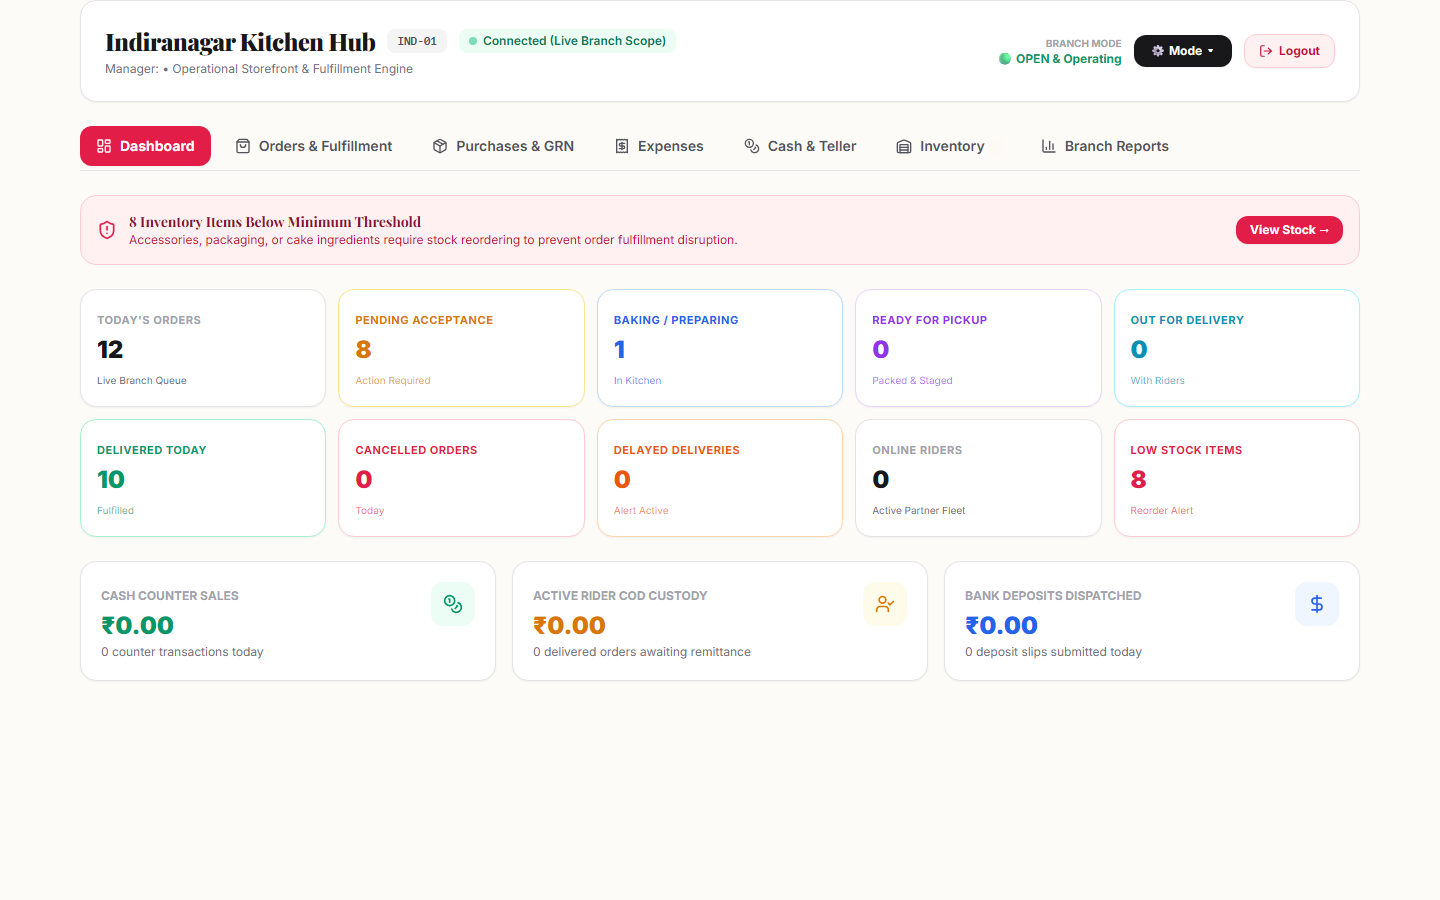 Indiranagar Kitchen Hub
IND-01
Connected (Live Branch Scope)
Manager: • Operational Storefront & Fulfillment Engine
BRANCH MODE
OPEN & Operating
Mode
Logout
Dashboard
Orders & Fulfillment
Purchases & GRN
Expenses
Cash & Teller
Inventory
Branch Reports
8 Inventory Items Below Minimum Threshold
Accessories, packaging, or cake ingredients require stock reordering to prevent order fulfillment disruption.
View Stock →
TODAY'S ORDERS
12
Live Branch Queue
PENDING ACCEPTANCE
8
Action Required
BAKING / PREPARING
1
In Kitchen
READY FOR PICKUP
0
Packed & Staged
OUT FOR DELIVERY
0
With Riders
DELIVERED TODAY
10
Fulfilled
CANCELLED ORDERS
0
Today
DELAYED DELIVERIES
0
Alert Active
ONLINE RIDERS
0
Active Partner Fleet
LOW STOCK ITEMS
8
Reorder Alert
CASH COUNTER SALES
₹0.00
0 counter transactions today
ACTIVE RIDER COD CUSTODY
₹0.00
0 delivered orders awaiting remittance
BANK DEPOSITS DISPATCHED
₹0.00
0 deposit slips submitted today